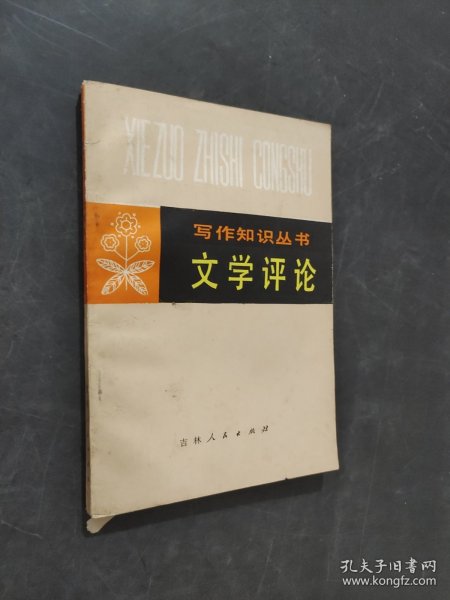 XIEZUO ZHISHI CONGSHU
写作知识丛书
文学评论
吉林人民出版社
孔夫子旧书网
www.kongfz.com